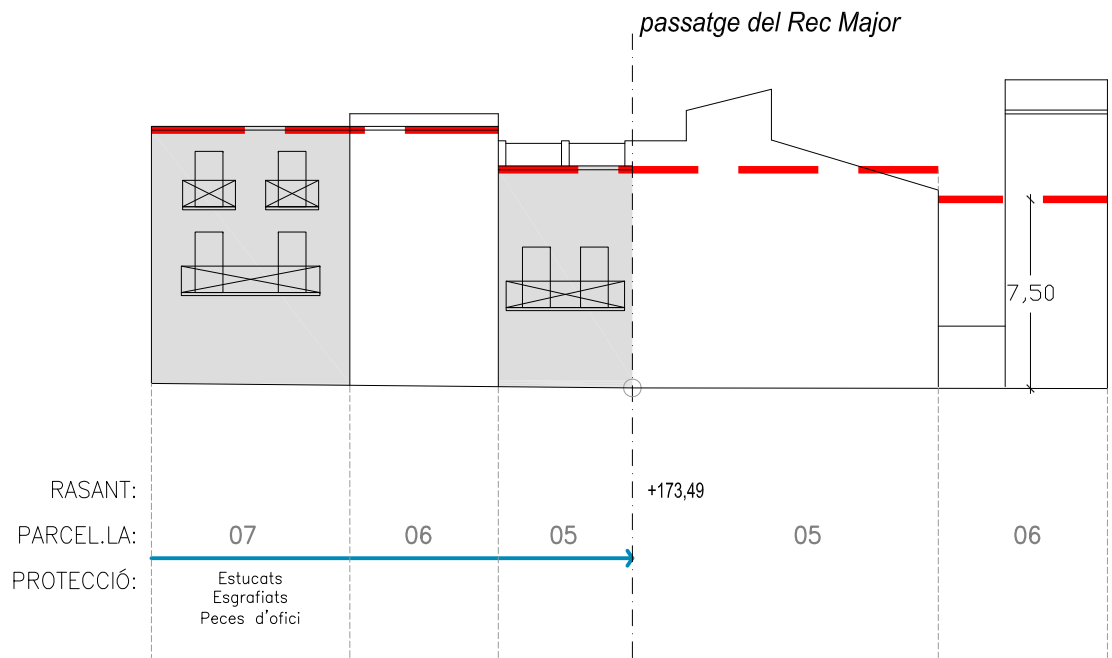 passatge del Rec Major
7,50
RASANT: +173,49
PARCEL.LA: 07 06 05 05 06
PROTECCIÓ: Estucats
Esgrafiats
Peces d'ofici